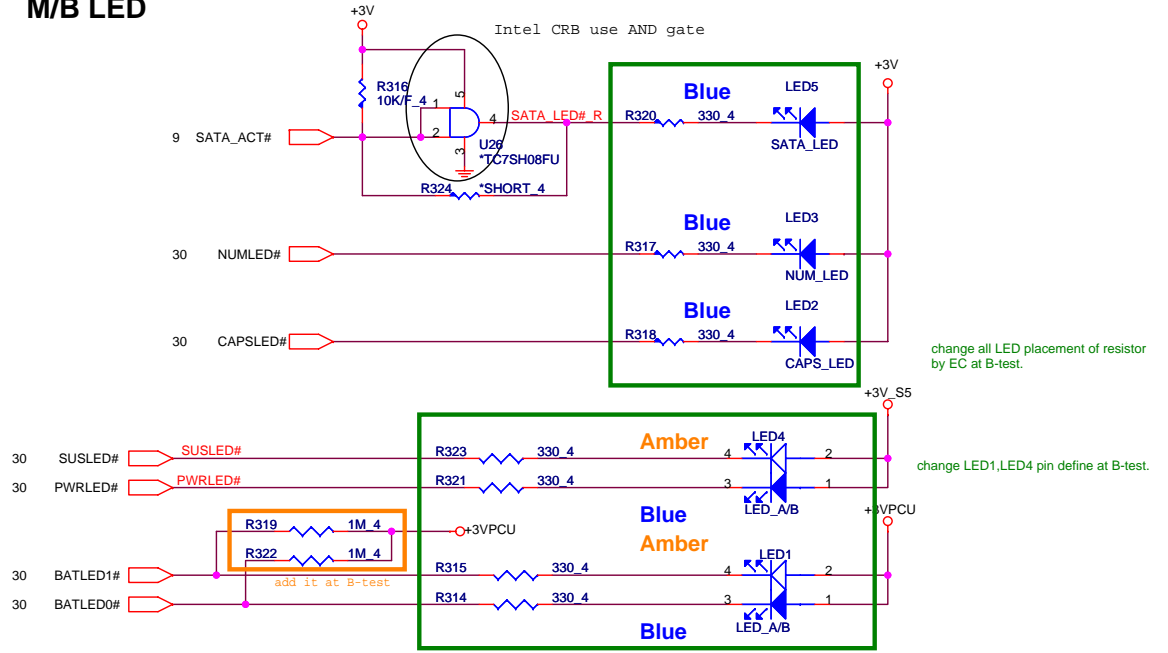 M/B LED
+3V
Intel CRB use AND gate
+3V
R316
10K/F_4
Blue
LED5
5
1
4
SATA_LED#_R
R320
330_4
9 SATA_ACT#
2
U26
SATA_LED
3
*TC7SH08FU
R324
*SHORT_4
Blue
LED3
30 NUMLED#
R317
330_4
NUM_LED
Blue
LED2
30 CAPSLED#
R318
330_4
CAPS_LED
change all LED placement of resistor
by EC at B-test.
+3V_S5
Amber
LED4
30 SUSLED#
SUSLED#
R323
330_4
4
2
change LED1,LED4 pin define at B-test.
30 PWRLED#
PWRLED#
R321
330_4
3
1
LED_A/B
+3VPCU
Blue
R319
1M_4
+3VPCU
Amber
R322
1M_4
LED1
30 BATLED1#
add it at B-test
R315
330_4
4
2
30 BATLED0#
R314
330_4
3
1
Blue
LED_A/B